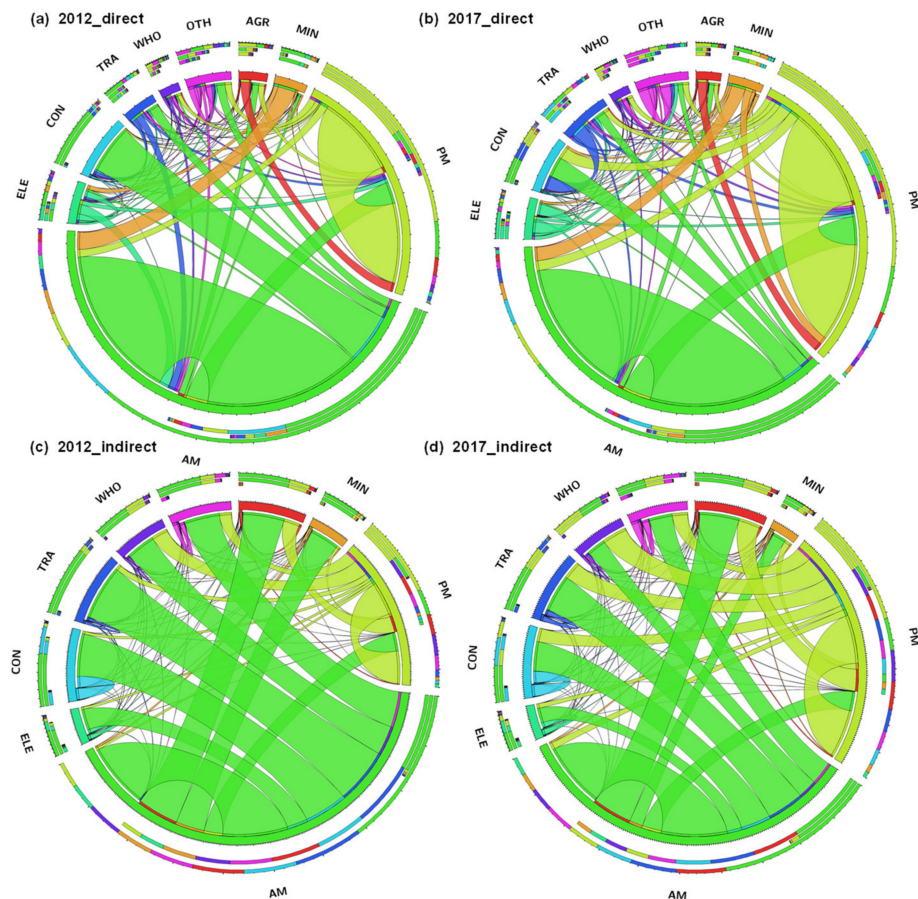 (a) 2012_direct
(b) 2017_direct
AGR
OTH
MIN
WHO
TRA
CON
ELE
PM
AGR
OTH
MIN
WHO
TRA
CON
ELE
PM
(c) 2012_indirect
(d) 2017_indirect
AM
MIN
WHO
TRA
CON
ELE
PM
AM
AM
MIN
WHO
TRA
CON
ELE
PM
AM